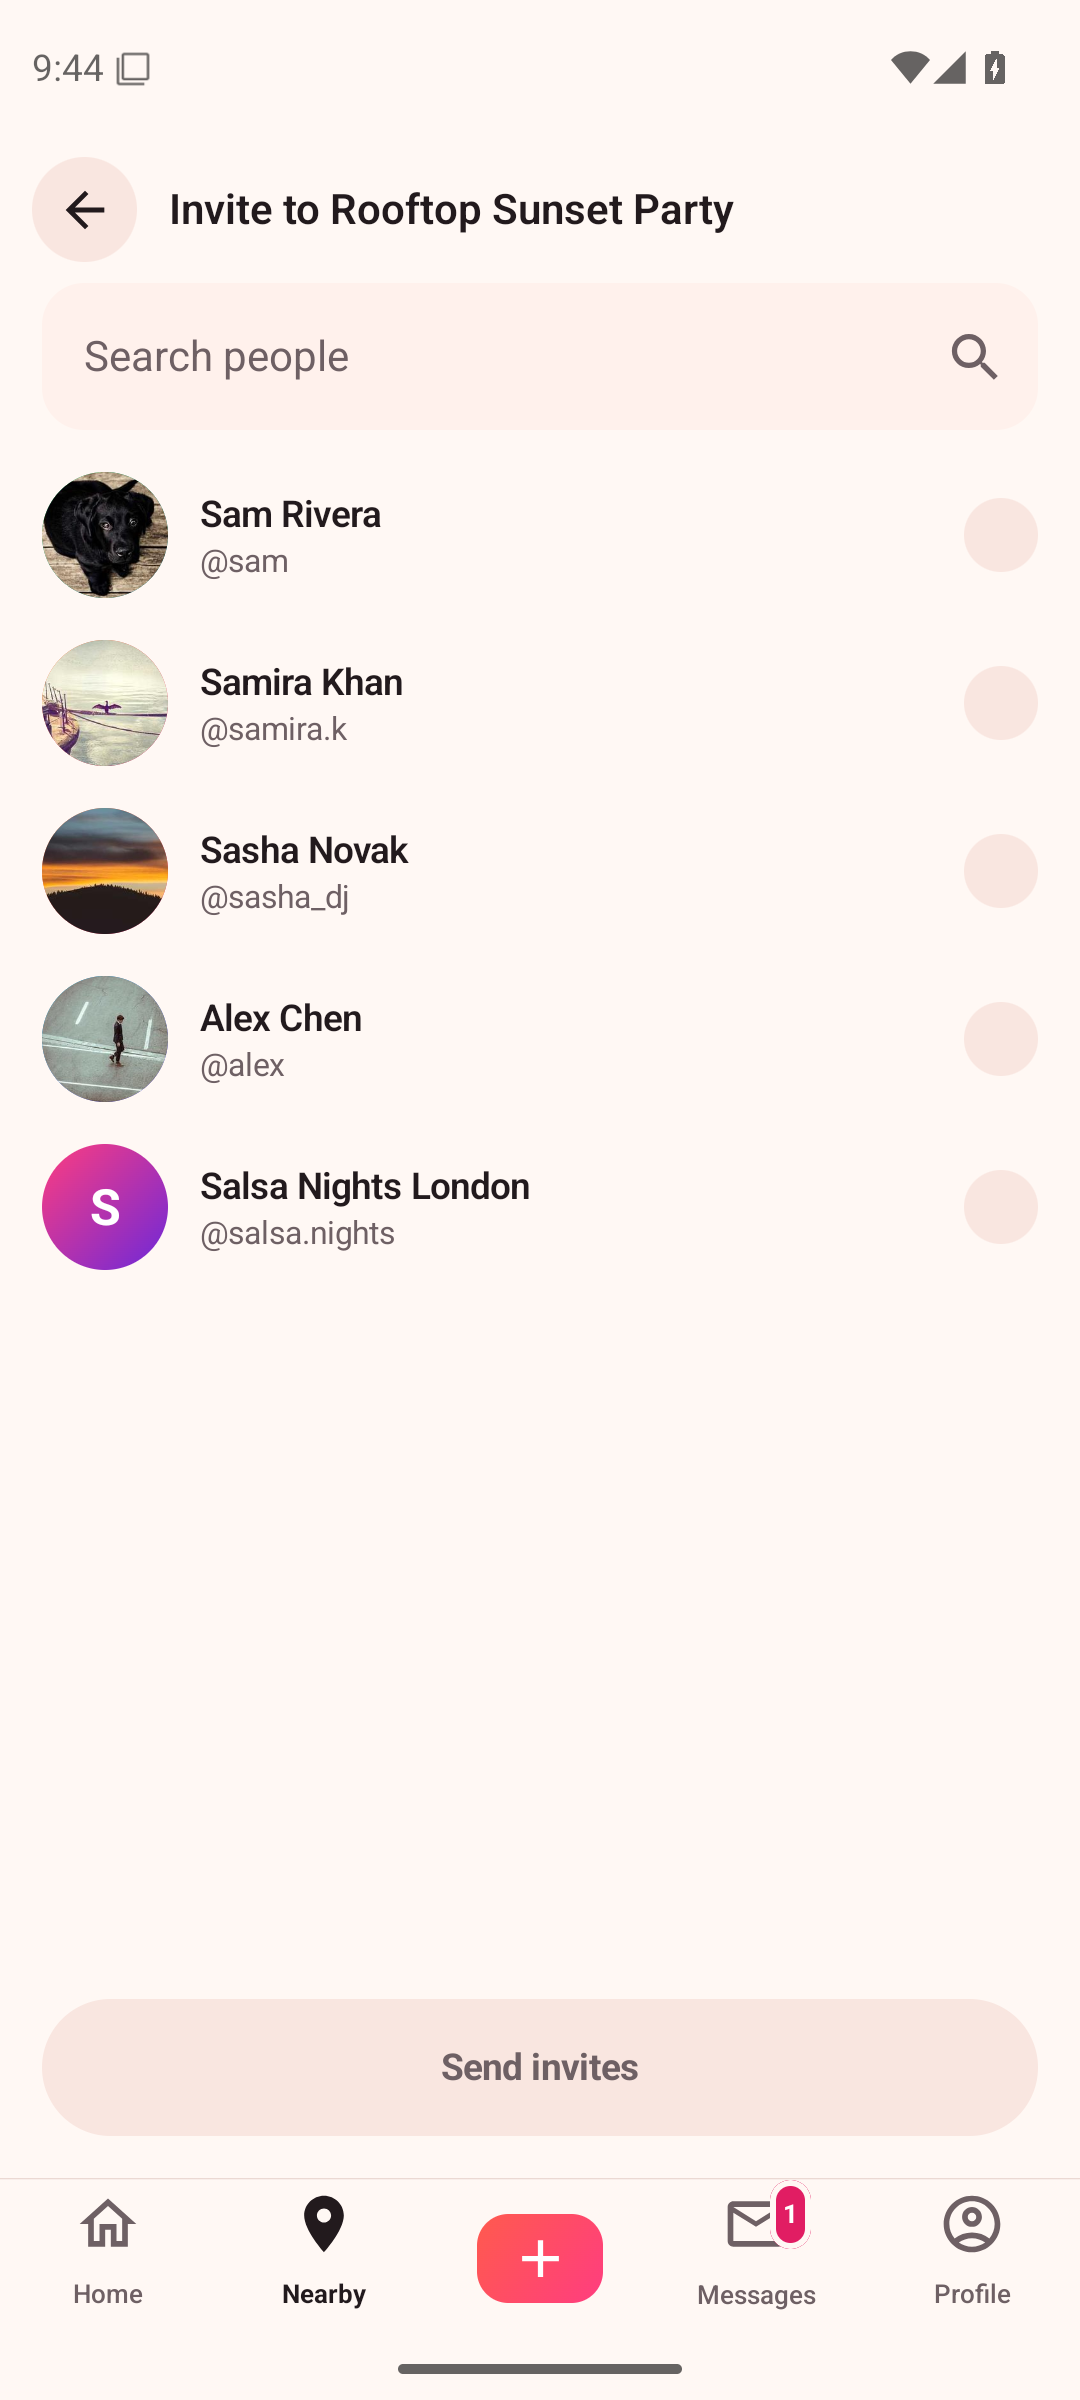 9:44
Invite to Rooftop Sunset Party
Search people
Sam Rivera
@sam
Samira Khan
@samira.k
Sasha Novak
@sasha_dj
Alex Chen
@alex
S
Salsa Nights London
@salsa.nights
Send invites
1
Home
Nearby
Messages
Profile